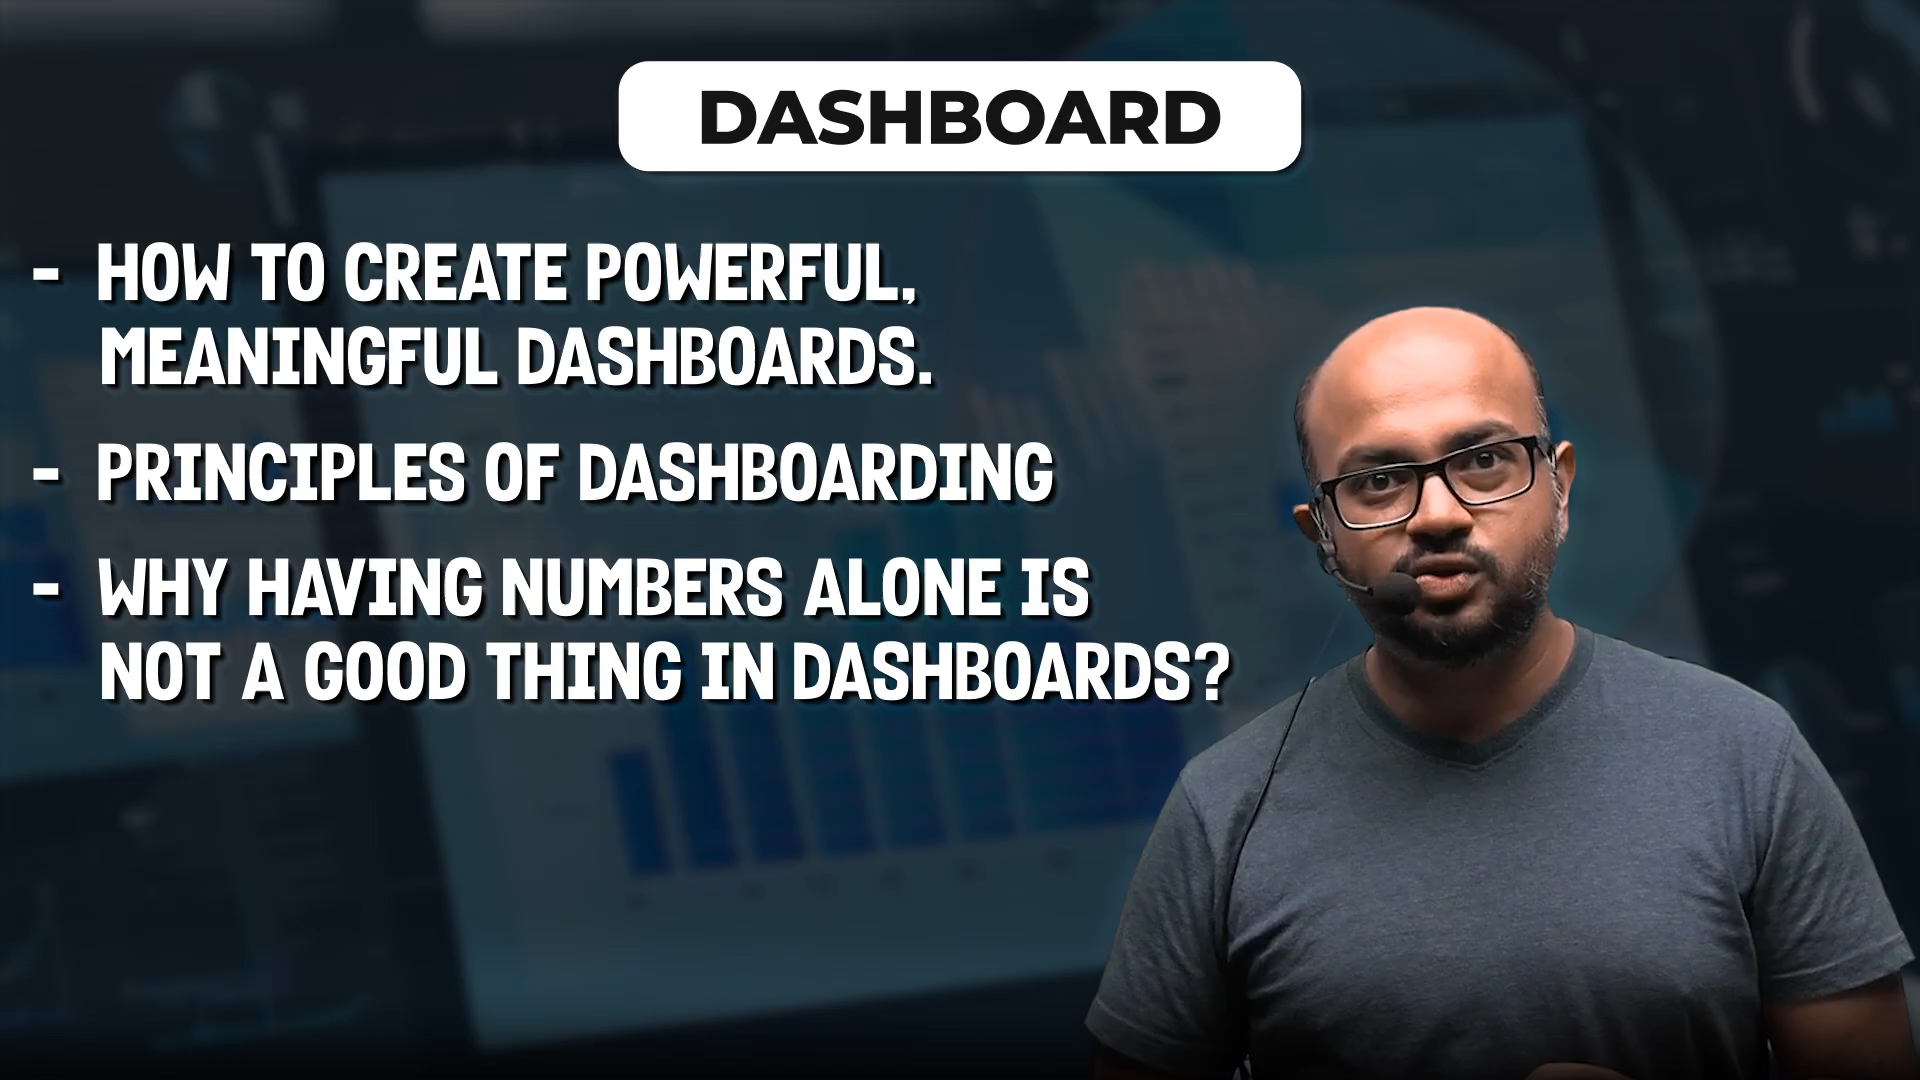 DASHBOARD
- HOW TO CREATE POWERFUL,
MEANINGFUL DASHBOARDS.
- PRINCIPLES OF DASHBOARDING
- WHY HAVING NUMBERS ALONE IS
NOT A GOOD THING IN DASHBOARDS?